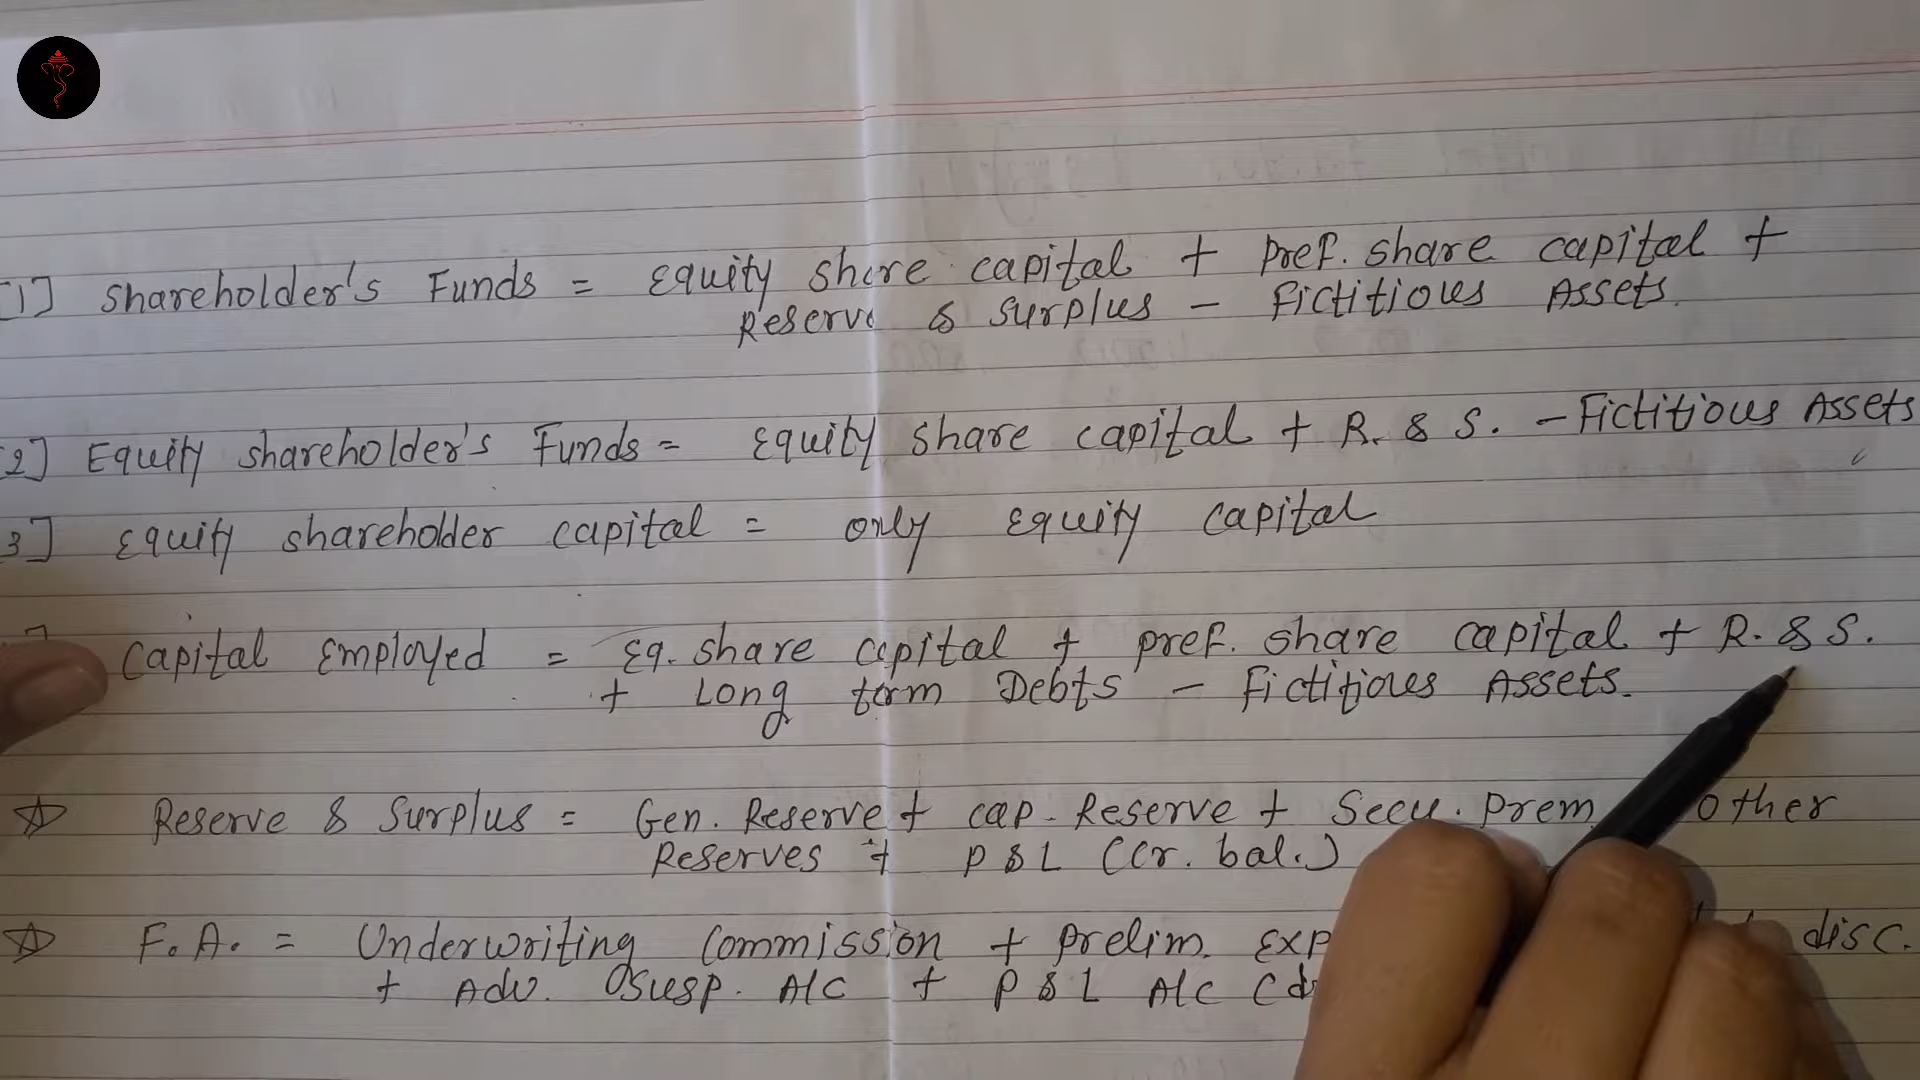 [1] Shareholder's Funds = Equity Share capital + Pref. share capital +
Reserve & Surplus - Fictitious Assets.
[2] Equity shareholder's Funds = Equity share capital + R. & S. - Fictitious Assets
3] Equity shareholder capital = only equity capital
Capital Employed = Eq. share capital + pref. share capital + R. & S.
+ Long term Debts - Fictitious Assets.
☆ Reserve & Surplus = Gen. Reserve + cap. Reserve + Secu. Prem other
Reserves + P & L (Cr. bal.)
☆ F.A. = Underwriting Commission + Prelim. Exp disc.
+ Adv. Susp. A/C + P & L A/C (d